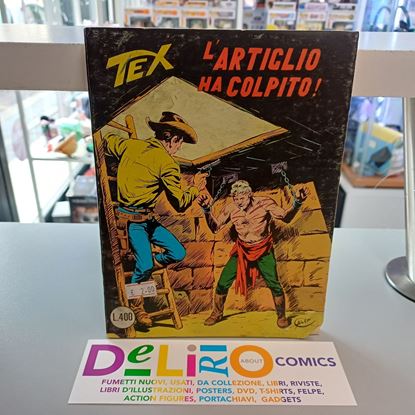 TEX
L'ARTIGLIO
HA COLPITO!
L.400
DeLiRiO ABOUT COMICS
FUMETTI NUOVI, USATI, DA COLLEZIONE, LIBRI, RIVISTE,
LIBRI D'ILLUSTRAZIONI, POSTERS, DVD, T-SHIRTS, FELPE,
ACTION FIGURES, PORTACHIAVI, GADGETS